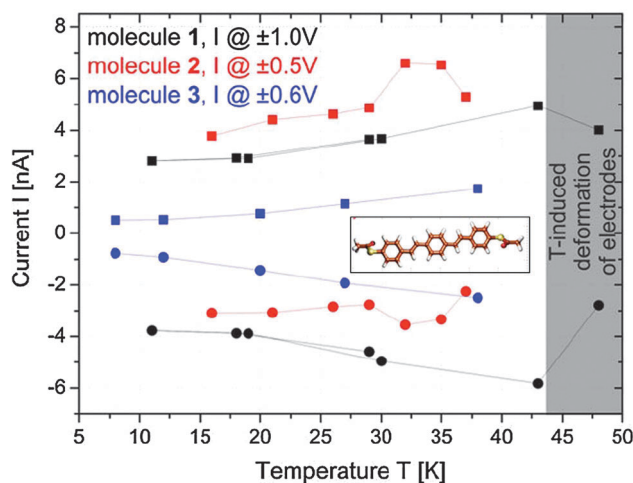 molecule 1, I @ ±1.0V
molecule 2, I @ ±0.5V
molecule 3, I @ ±0.6V
8
6
4
2
0
-2
-4
-6
Current I [nA]
T-induced
deformation
of electrodes
5 10 15 20 25 30 35 40 45 50
Temperature T [K]